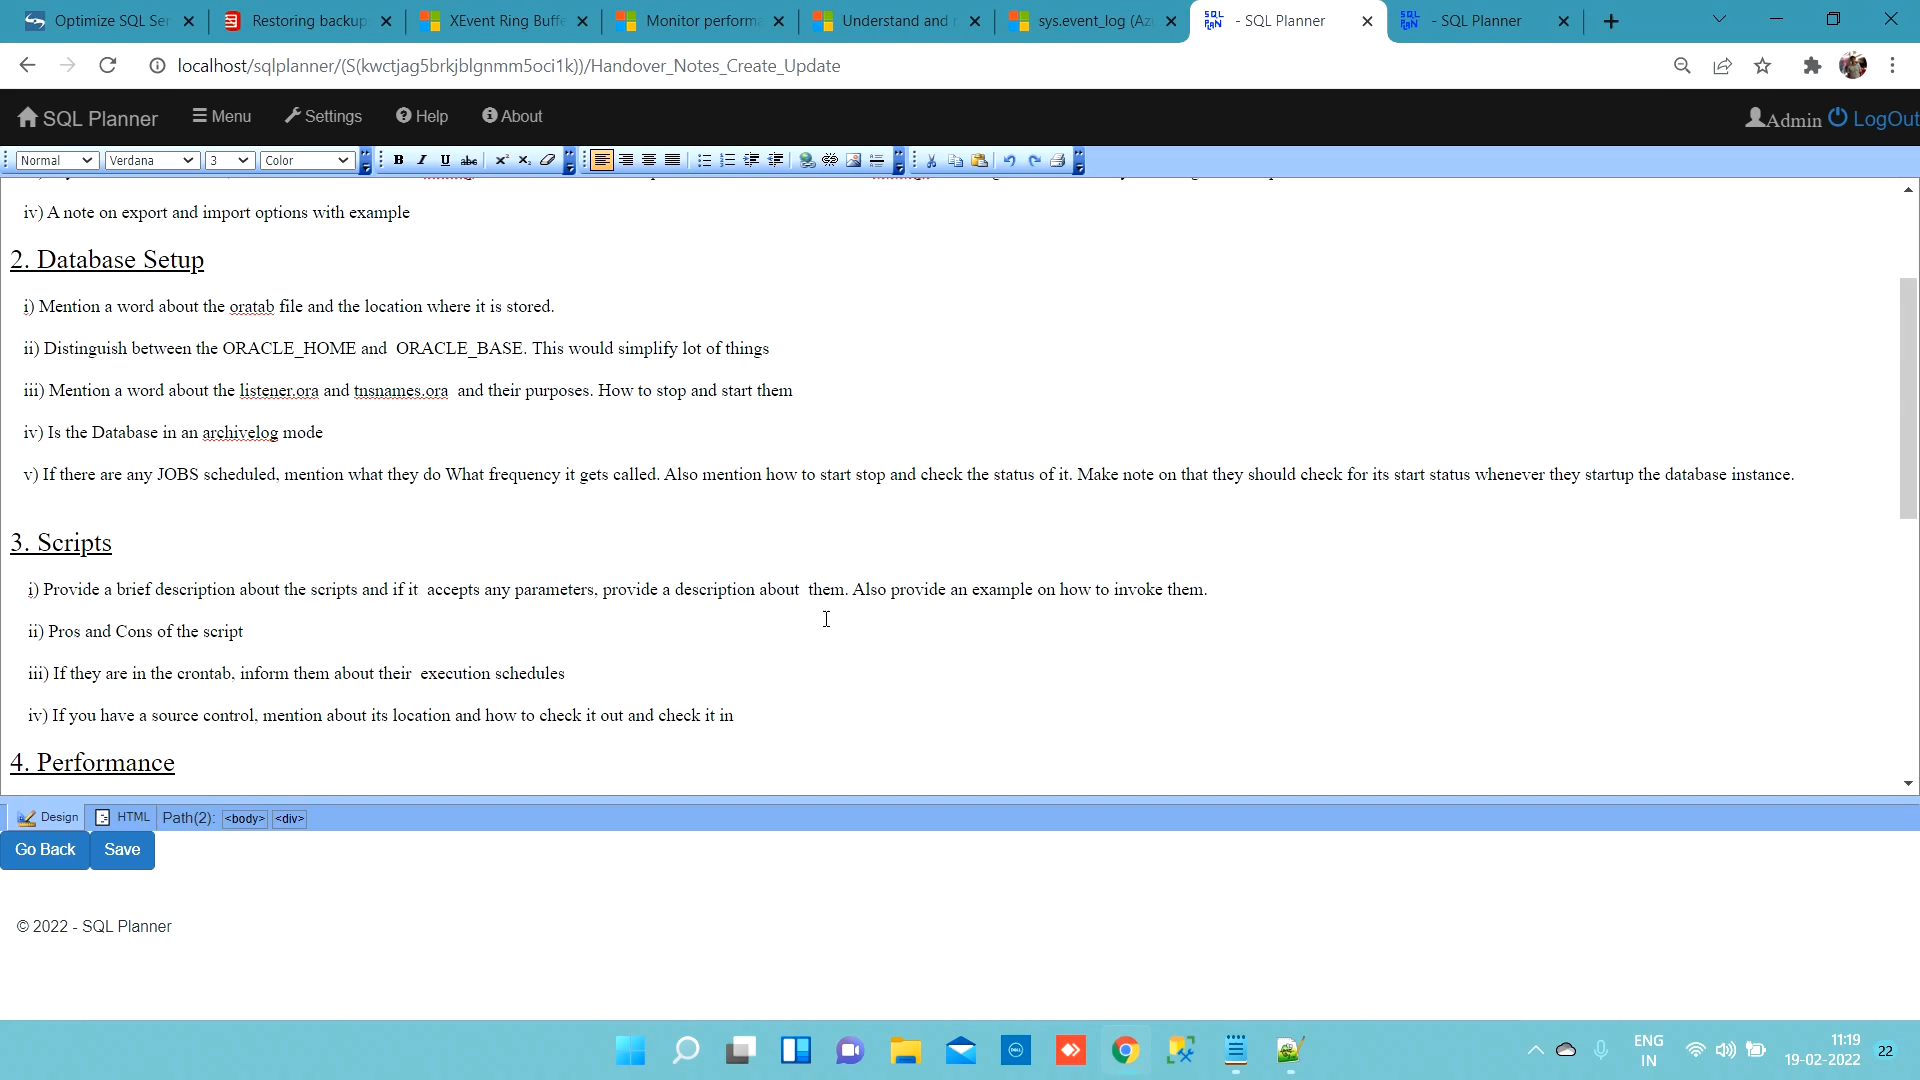 Optimize SQL Ser
Restoring backup
XEvent Ring Buffe
Monitor performa
Understand and r
sys.event_log (Az
- SQL Planner
- SQL Planner
localhost/sqlplanner/(S(kwctjag5brkjblgnmm5oci1k))/Handover_Notes_Create_Update
SQL Planner
Menu
Settings
Help
About
Admin
LogOut
Normal
Verdana
3
Color
iv) A note on export and import options with example
2. Database Setup
i) Mention a word about the oratab file and the location where it is stored.
ii) Distinguish between the ORACLE_HOME and ORACLE_BASE. This would simplify lot of things
iii) Mention a word about the listener.ora and tnsnames.ora and their purposes. How to stop and start them
iv) Is the Database in an archivelog mode
v) If there are any JOBS scheduled, mention what they do What frequency it gets called. Also mention how to start stop and check the status of it. Make note on that they should check for its start status whenever they startup the database instance.
3. Scripts
i) Provide a brief description about the scripts and if it accepts any parameters, provide a description about them. Also provide an example on how to invoke them.
ii) Pros and Cons of the script
iii) If they are in the crontab, inform them about their execution schedules
iv) If you have a source control, mention about its location and how to check it out and check it in
4. Performance
Design
HTML
Path(2): <body> <div>
Go Back
Save
© 2022 - SQL Planner
ENG
IN
11:19
19-02-2022
22